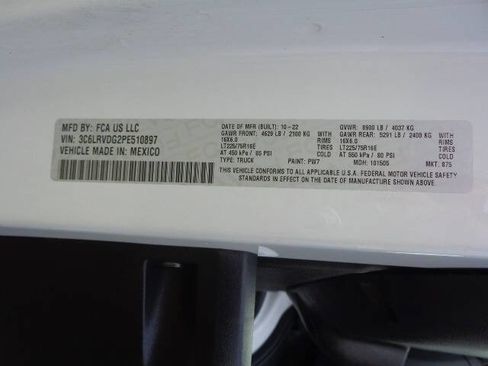 MFD BY: FCA US LLC
VIN: 3C6LRVDG2PE510897
VEHICLE MADE IN: MEXICO
DATE OF MFR (BUILT): 10-22 GVWR: 8900 LB / 4037 KG
GAWR FRONT: 4629 LB / 2100 KG GAWR REAR: 5291 LB / 2400 KG
16X6.0 RIMS 16X6.0 RIMS
LT225/75R16E TIRES LT225/75R16E TIRES
AT 450 kPa / 65 PSI COLD AT 550 kPa / 80 PSI COLD
TYPE: TRUCK PAINT: PW7 MDH: 101505 MKT: 875
THIS VEHICLE CONFORMS TO ALL APPLICABLE U.S.A. FEDERAL MOTOR VEHICLE SAFETY
STANDARDS IN EFFECT ON THE DATE OF MANUFACTURE SHOWN ABOVE.